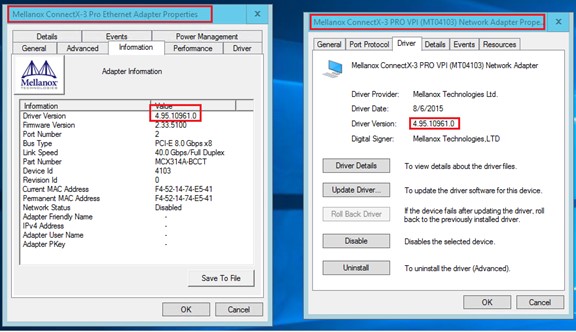 Mellanox ConnectX-3 Pro Ethernet Adapter Properties
Details Events Power Management
General Advanced Information Performance Driver
Mellanox
TECHNOLOGIES
Adapter Information
Information Value
Driver Version 4.95.10961.0
Firmware Version 2.33.5100
Port Number 2
Bus Type PCI-E 8.0 Gbps x8
Link Speed 40.0 Gbps/Full Duplex
Part Number MCX314A-BCCT
Device Id 4103
Revision Id 0
Current MAC Address F4-52-14-74-E5-41
Permanent MAC Address F4-52-14-74-E5-41
Network Status Disabled
Adapter Friendly Name -
IPv4 Address -
Adapter User Name -
Adapter PKey -
Save To File
OK Cancel
Mellanox ConnectX-3 PRO VPI (MT04103) Network Adapter Prope...
General Port Protocol Driver Details Events Resources
Mellanox ConnectX-3 PRO VPI (MT04103) Network Adapter
Driver Provider: Mellanox Technologies Ltd.
Driver Date: 8/6/2015
Driver Version: 4.95.10961.0
Digital Signer: Mellanox Technologies,LTD
Driver Details To view details about the driver files.
Update Driver... To update the driver software for this device.
Roll Back Driver If the device fails after updating the driver, roll
back to the previously installed driver.
Disable Disables the selected device.
Uninstall To uninstall the driver (Advanced).
OK Cancel